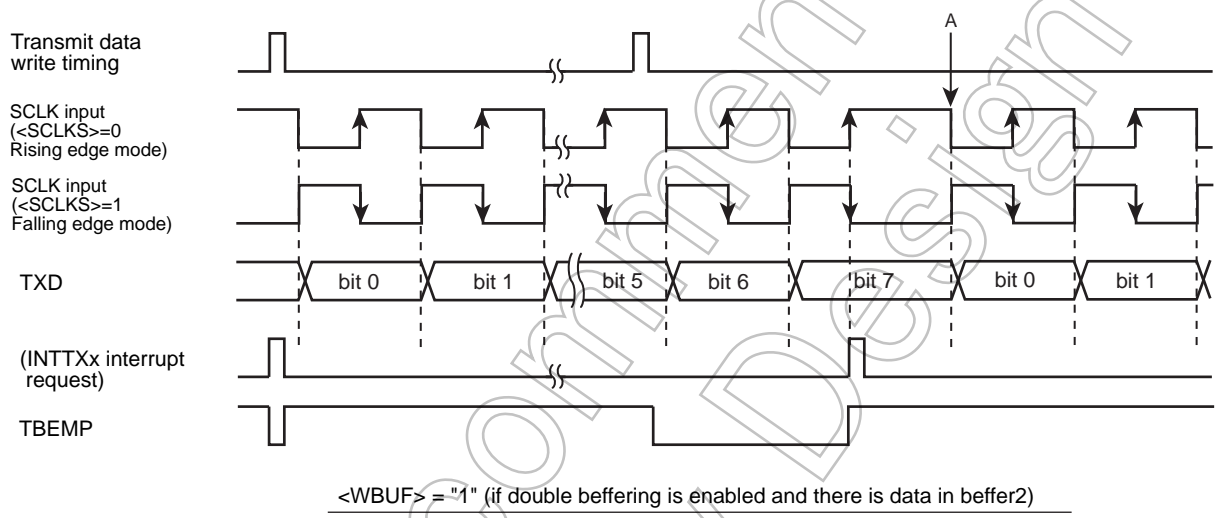 A
Transmit data
write timing
SCLK input
(<SCLKS>=0
Rising edge mode)
SCLK input
(<SCLKS>=1
Falling edge mode)
TXD
bit 0
bit 1
bit 5
bit 6
bit 7
bit 0
bit 1
(INTTXx interrupt
request)
TBEMP
<WBUF> = "1" (if double beffering is enabled and there is data in beffer2)